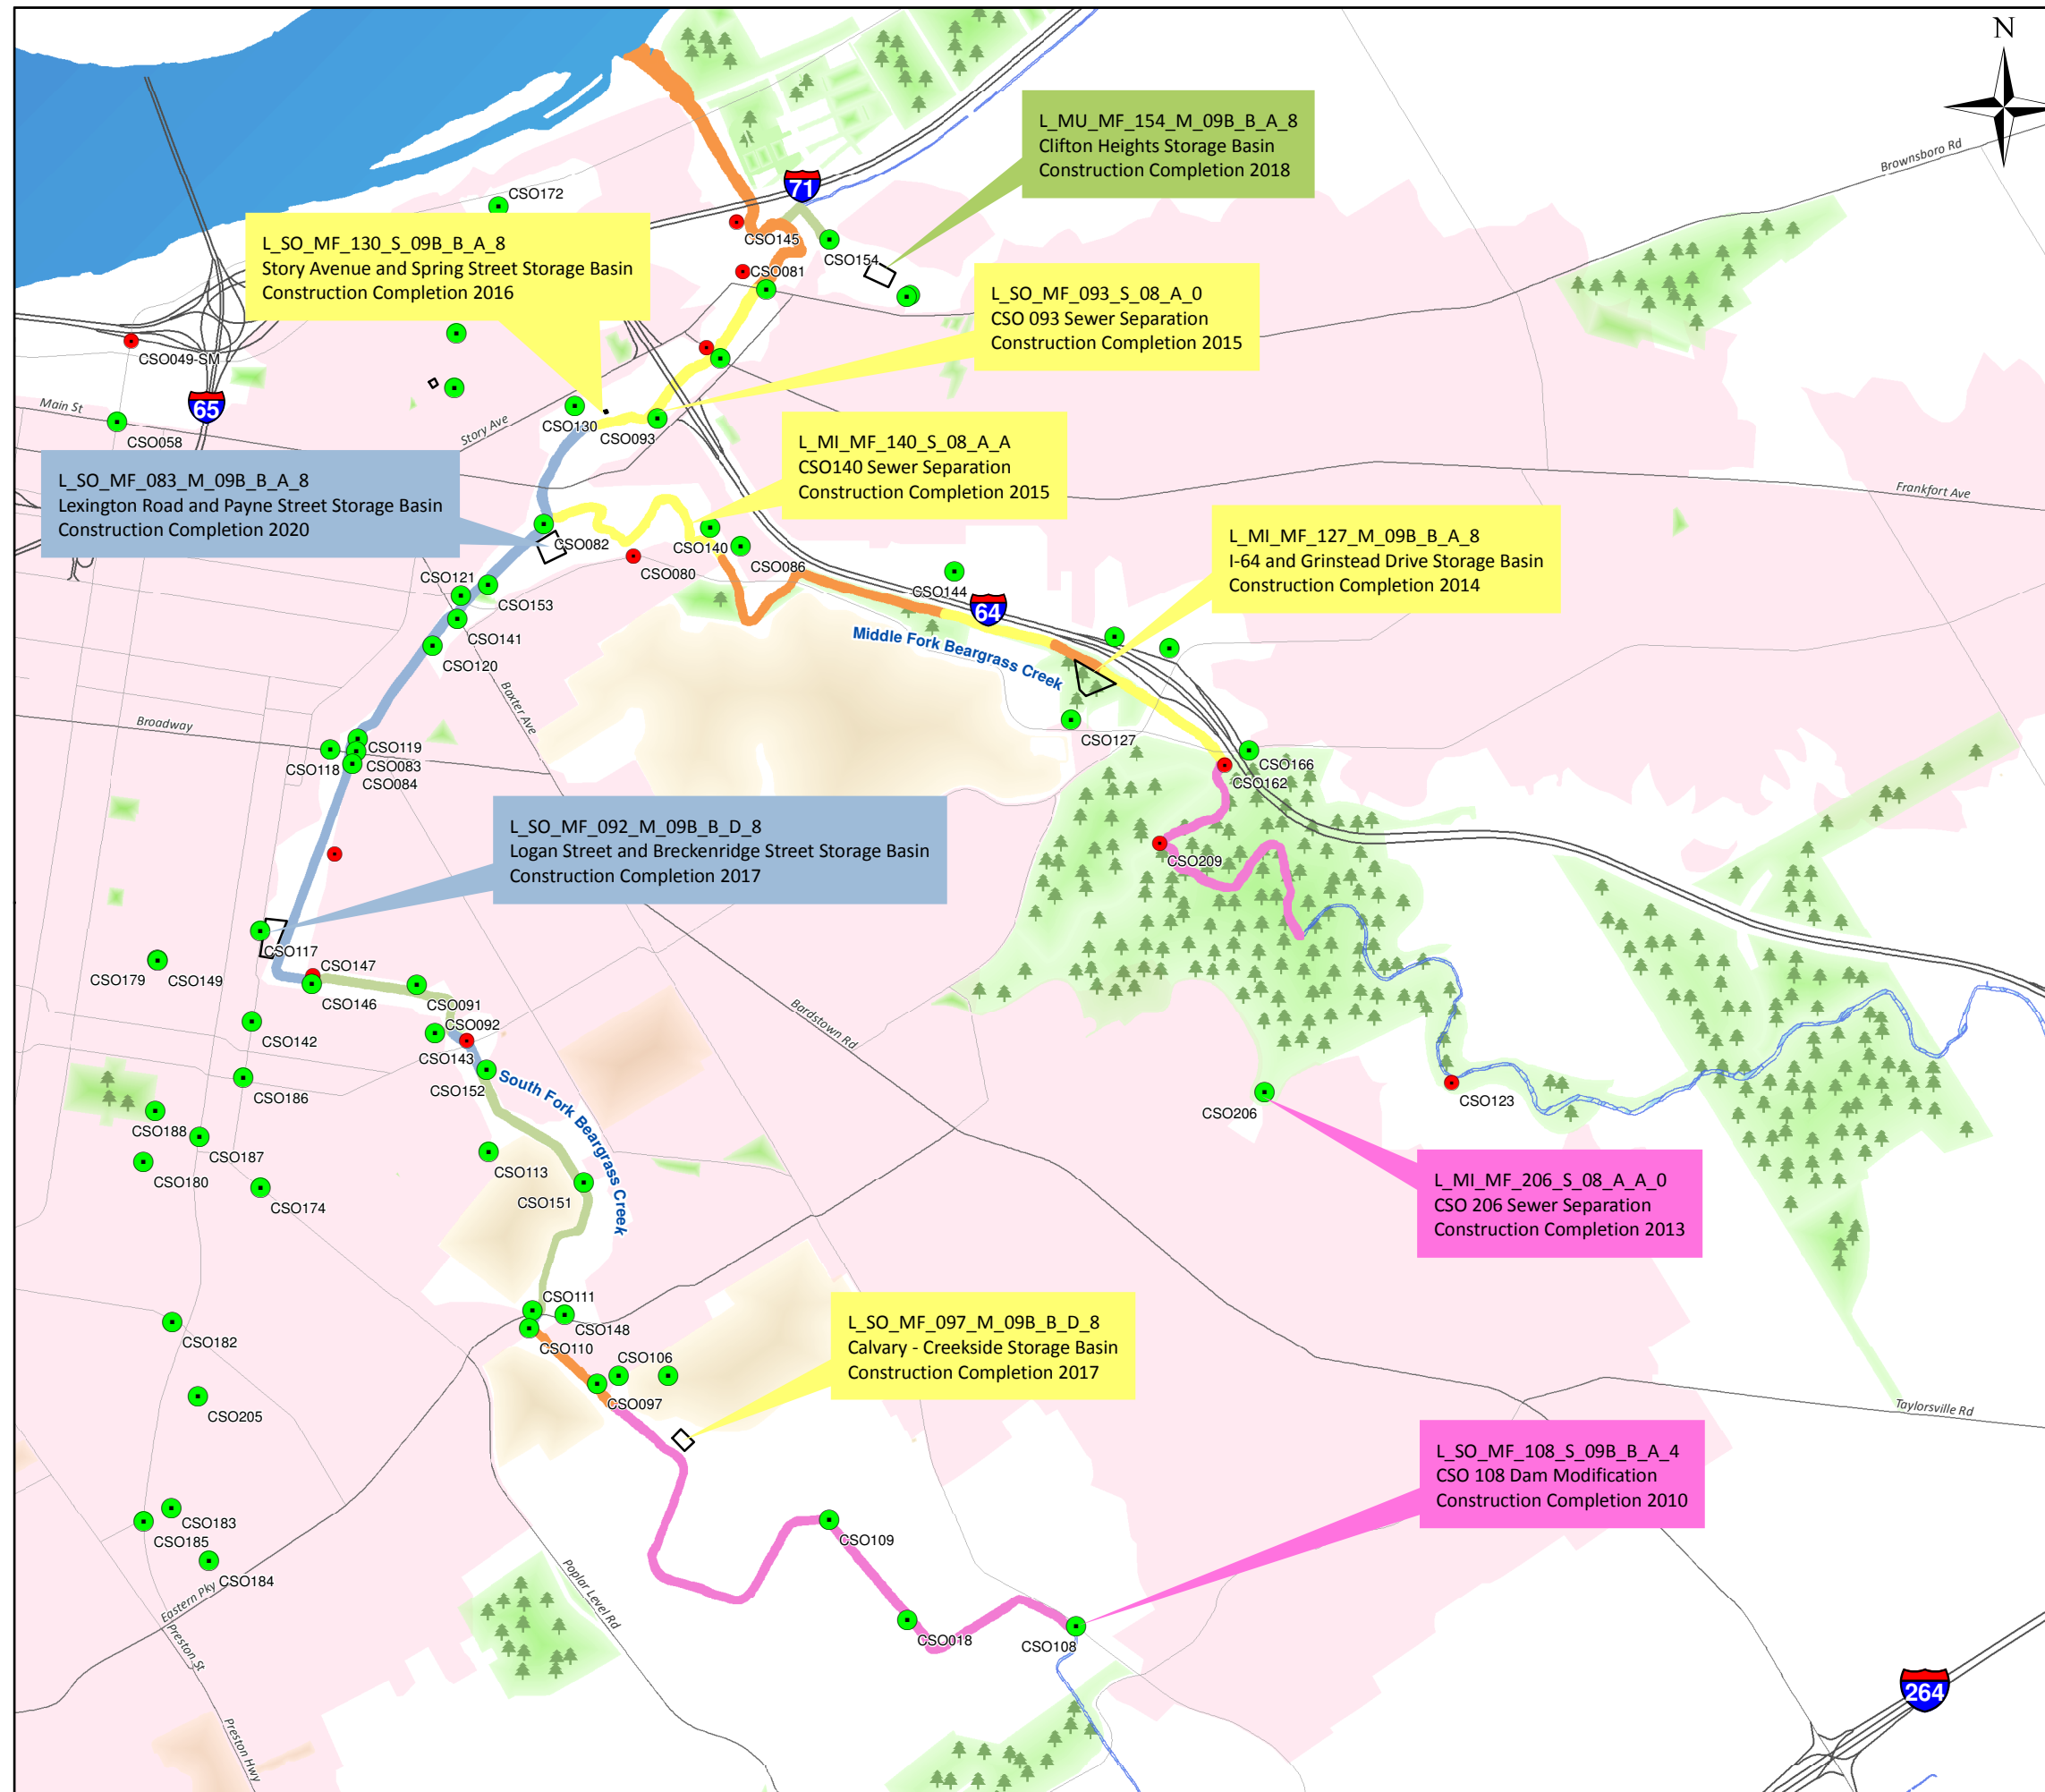 N
L_MU_MF_154_M_09B_B_A_8
Clifton Heights Storage Basin
Construction Completion 2018
Brownsboro Rd
71
CSO172
L_SO_MF_130_S_09B_B_A_8
Story Avenue and Spring Street Storage Basin
Construction Completion 2016
CSO145
CSO154
CSO081
L_SO_MF_093_S_08_A_0
CSO 093 Sewer Separation
Construction Completion 2015
CSO049-SM
65
Main St
CSO058
Story Ave
CSO130
CSO093
L_MI_MF_140_S_08_A_A
CSO140 Sewer Separation
Construction Completion 2015
L_SO_MF_083_M_09B_B_A_8
Lexington Road and Payne Street Storage Basin
Construction Completion 2020
Frankfort Ave
L_MI_MF_127_M_09B_B_A_8
I-64 and Grinstead Drive Storage Basin
Construction Completion 2014
CSO082
CSO140
CSO086
CSO080
CSO121
CSO153
CSO144
64
CSO141
CSO120
Middle Fork Beargrass Creek
Baxter Ave
Broadway
CSO119
CSO118
CSO083
CSO084
CSO127
CSO166
CSO162
L_SO_MF_092_M_09B_B_D_8
Logan Street and Breckenridge Street Storage Basin
Construction Completion 2017
CSO209
CSO117
CSO147
CSO179
CSO149
CSO146
CSO091
CSO092
Bardstown Rd
CSO142
CSO143
CSO152
South Fork Beargrass Creek
CSO186
CSO123
CSO206
CSO188
CSO187
CSO180
CSO113
CSO151
CSO174
L_MI_MF_206_S_08_A_A_0
CSO 206 Sewer Separation
Construction Completion 2013
CSO111
CSO148
CSO182
CSO110
CSO106
L_SO_MF_097_M_09B_B_D_8
Calvary - Creekside Storage Basin
Construction Completion 2017
CSO097
CSO205
Taylorsville Rd
L_SO_MF_108_S_09B_B_A_4
CSO 108 Dam Modification
Construction Completion 2010
CSO183
CSO185
CSO184
CSO109
Eastern Pky
Poplar Level Rd
Preston St
CSO018
CSO108
264
Preston Hwy